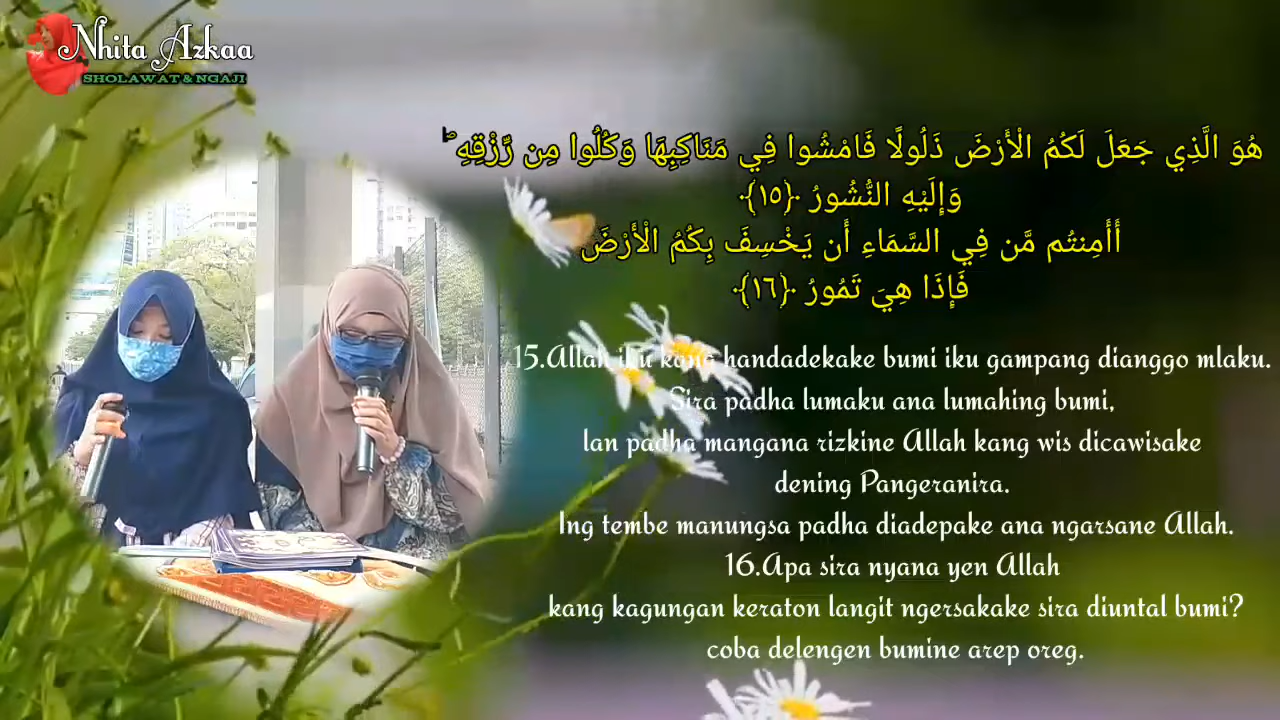 Nhita Azkaa
SHOLAWAT & NGAJI
هُوَ الَّذِي جَعَلَ لَكُمُ الْأَرْضَ ذَلُولًا فَامْشُوا فِي مَنَاكِبِهَا وَكُلُوا مِن رِّزْقِهِ ۖ
وَإِلَيْهِ النُّشُورُ ﴿١٥﴾
أَأَمِنتُم مَّن فِي السَّمَاءِ أَن يَخْسِفَ بِكُمُ الْأَرْضَ
فَإِذَا هِيَ تَمُورُ ﴿١٦﴾
15.Allah iku kang handadekake bumi iku gampang dianggo mlaku.
Sira padha lumaku ana lumahing bumi,
lan padha mangana rizkine Allah kang wis dicawisake
dening Pangeranira.
Ing tembe manungsa padha diadepake ana ngarsane Allah.
16.Apa sira nyana yen Allah
kang kagungan keraton langit ngersakake sira diuntal bumi?
coba delengen bumine arep oreg.